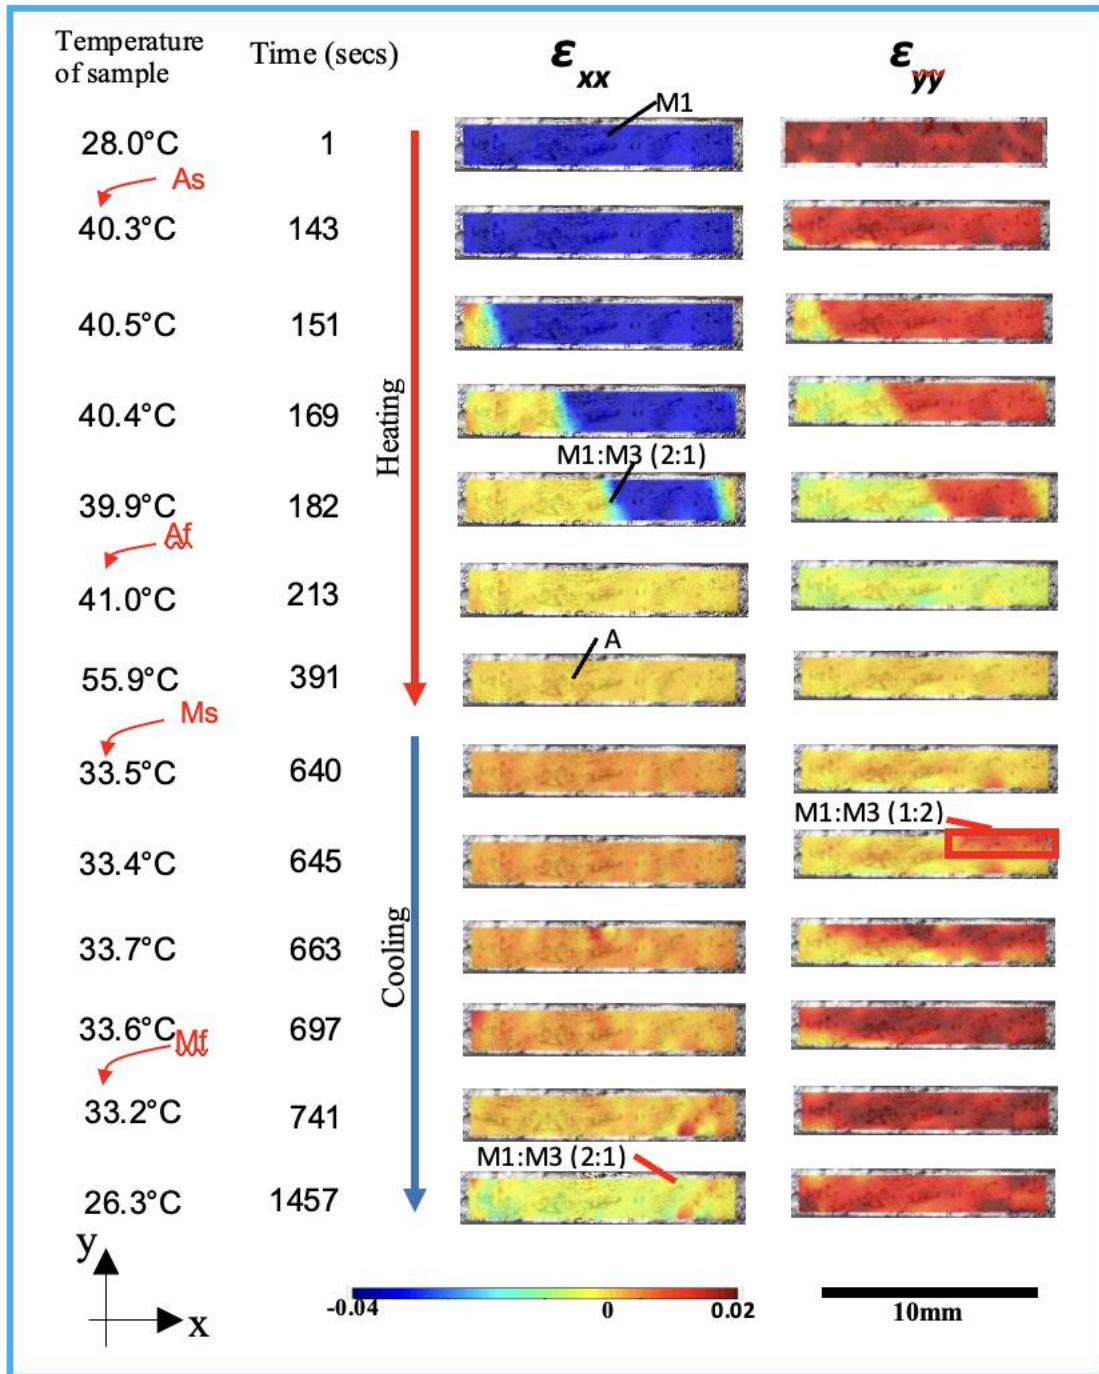 Temperature
of sample
Time (secs)
ε xx
ε yy
M1
28.0°C 1
As
40.3°C 143
40.5°C 151
40.4°C 169
Heating
M1:M3 (2:1)
39.9°C 182
Af
41.0°C 213
A
55.9°C 391
Ms
33.5°C 640
M1:M3 (1:2)
33.4°C 645
Cooling
33.7°C 663
33.6°C 697
Mf
33.2°C 741
M1:M3 (2:1)
26.3°C 1457
y
x
-0.04 0 0.02
10mm